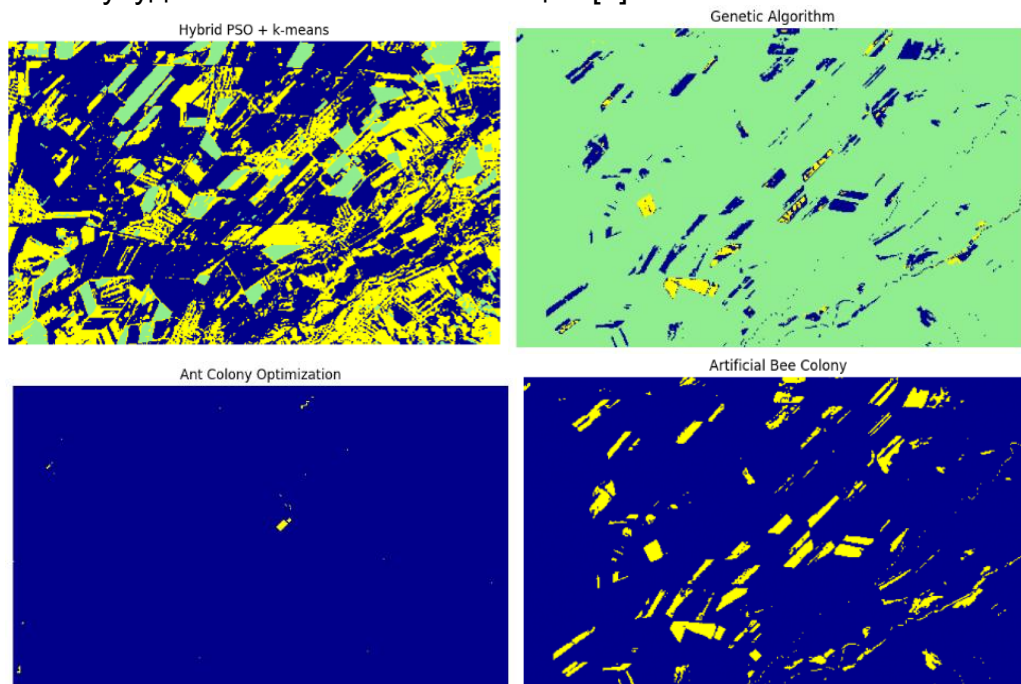 Hybrid PSO + k-means
Genetic Algorithm
Ant Colony Optimization
Artificial Bee Colony